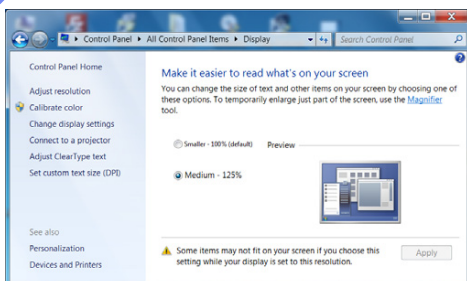 Control Panel ▸ All Control Panel Items ▸ Display
Search Control Panel
Control Panel Home
Adjust resolution
Calibrate color
Change display settings
Connect to a projector
Adjust ClearType text
Set custom text size (DPI)
See also
Personalization
Devices and Printers
Make it easier to read what's on your screen
You can change the size of text and other items on your screen by choosing one of
these options. To temporarily enlarge just part of the screen, use the Magnifier
tool.
Smaller - 100% (default)
Preview
Medium - 125%
Some items may not fit on your screen if you choose this
setting while your display is set to this resolution.
Apply